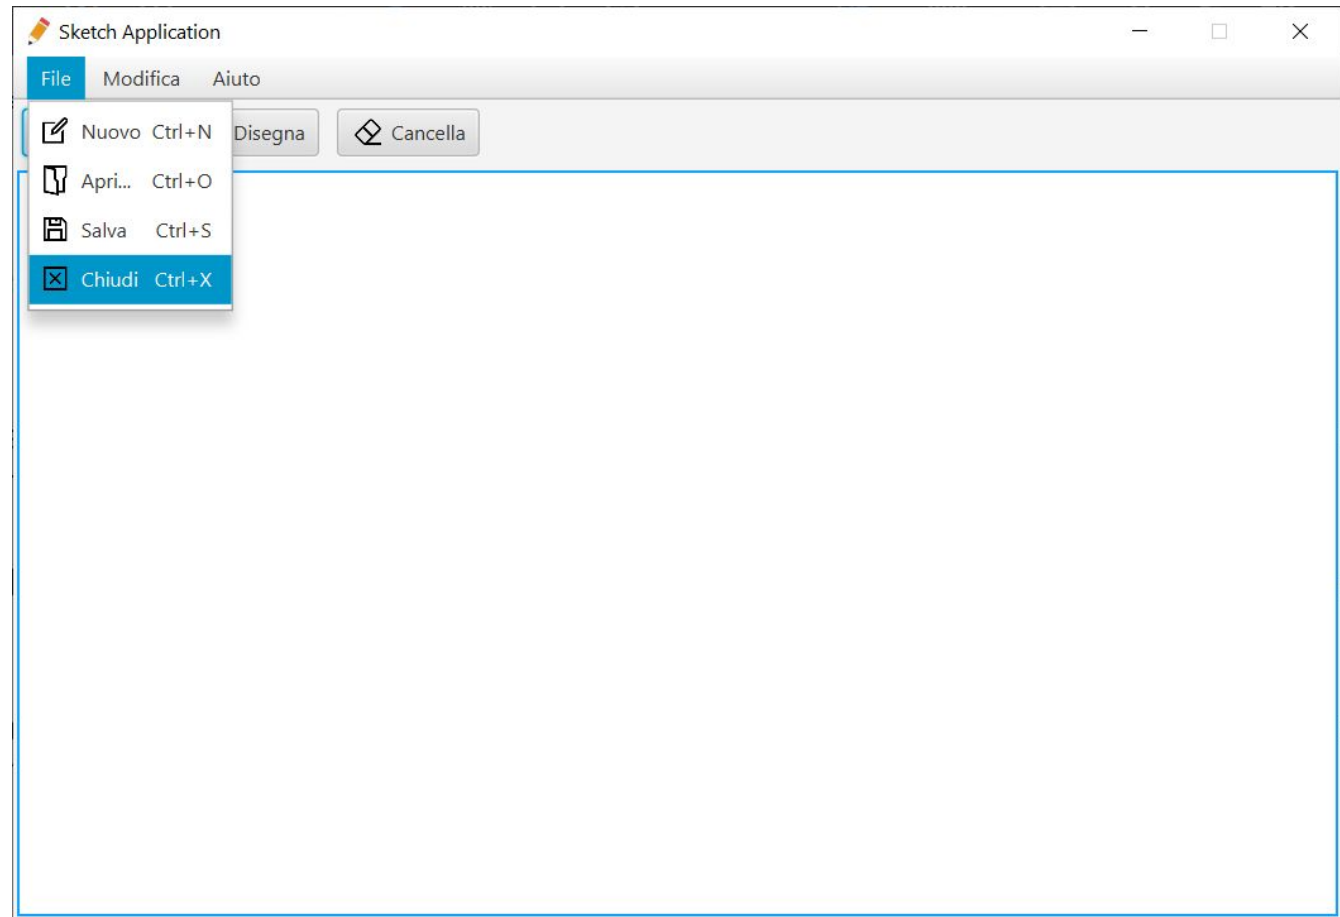 Sketch Application
File Modifica Aiuto
Nuovo Ctrl+N
Disegna Cancella
Apri... Ctrl+O
Salva Ctrl+S
Chiudi Ctrl+X